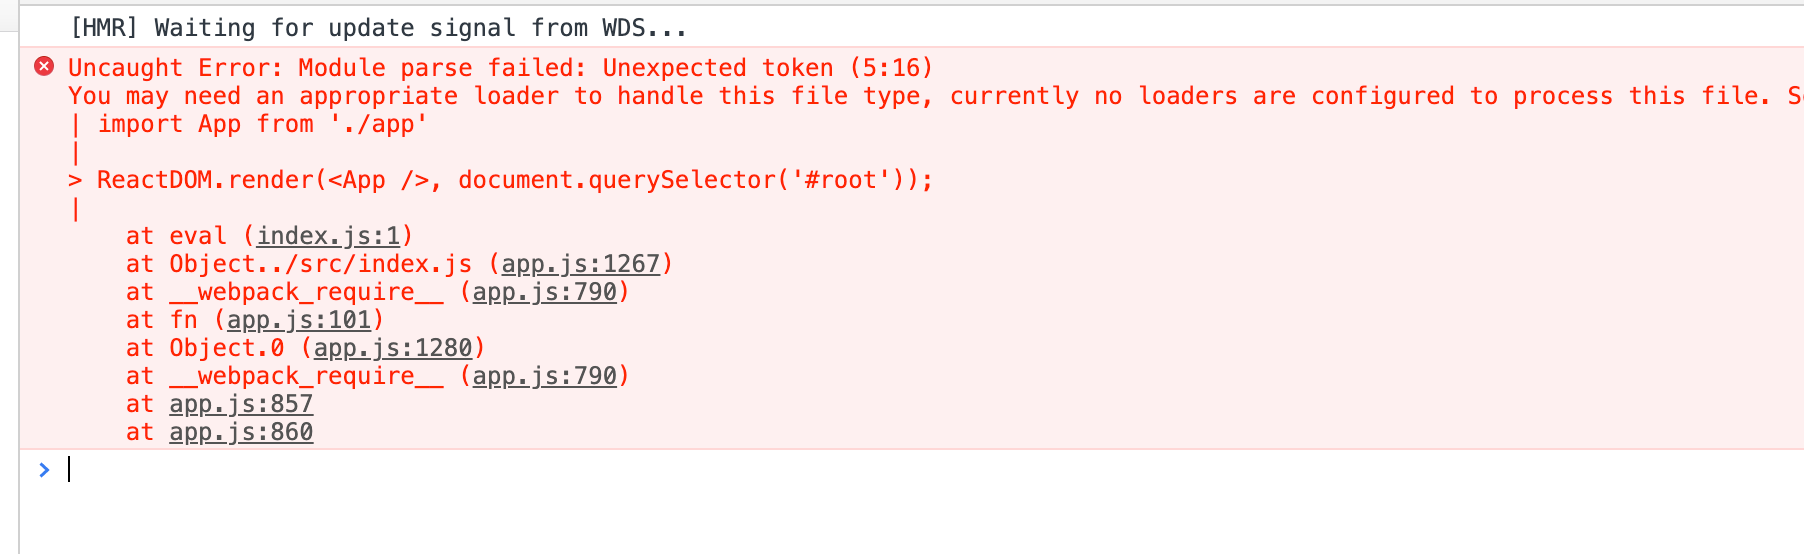 [HMR] Waiting for update signal from WDS...
Uncaught Error: Module parse failed: Unexpected token (5:16)
You may need an appropriate loader to handle this file type, currently no loaders are configured to process this file.
| import App from './app'
|
> ReactDOM.render(<App />, document.querySelector('#root'));
|
at eval (index.js:1)
at Object../src/index.js (app.js:1267)
at __webpack_require__ (app.js:790)
at fn (app.js:101)
at Object.0 (app.js:1280)
at __webpack_require__ (app.js:790)
at app.js:857
at app.js:860
>